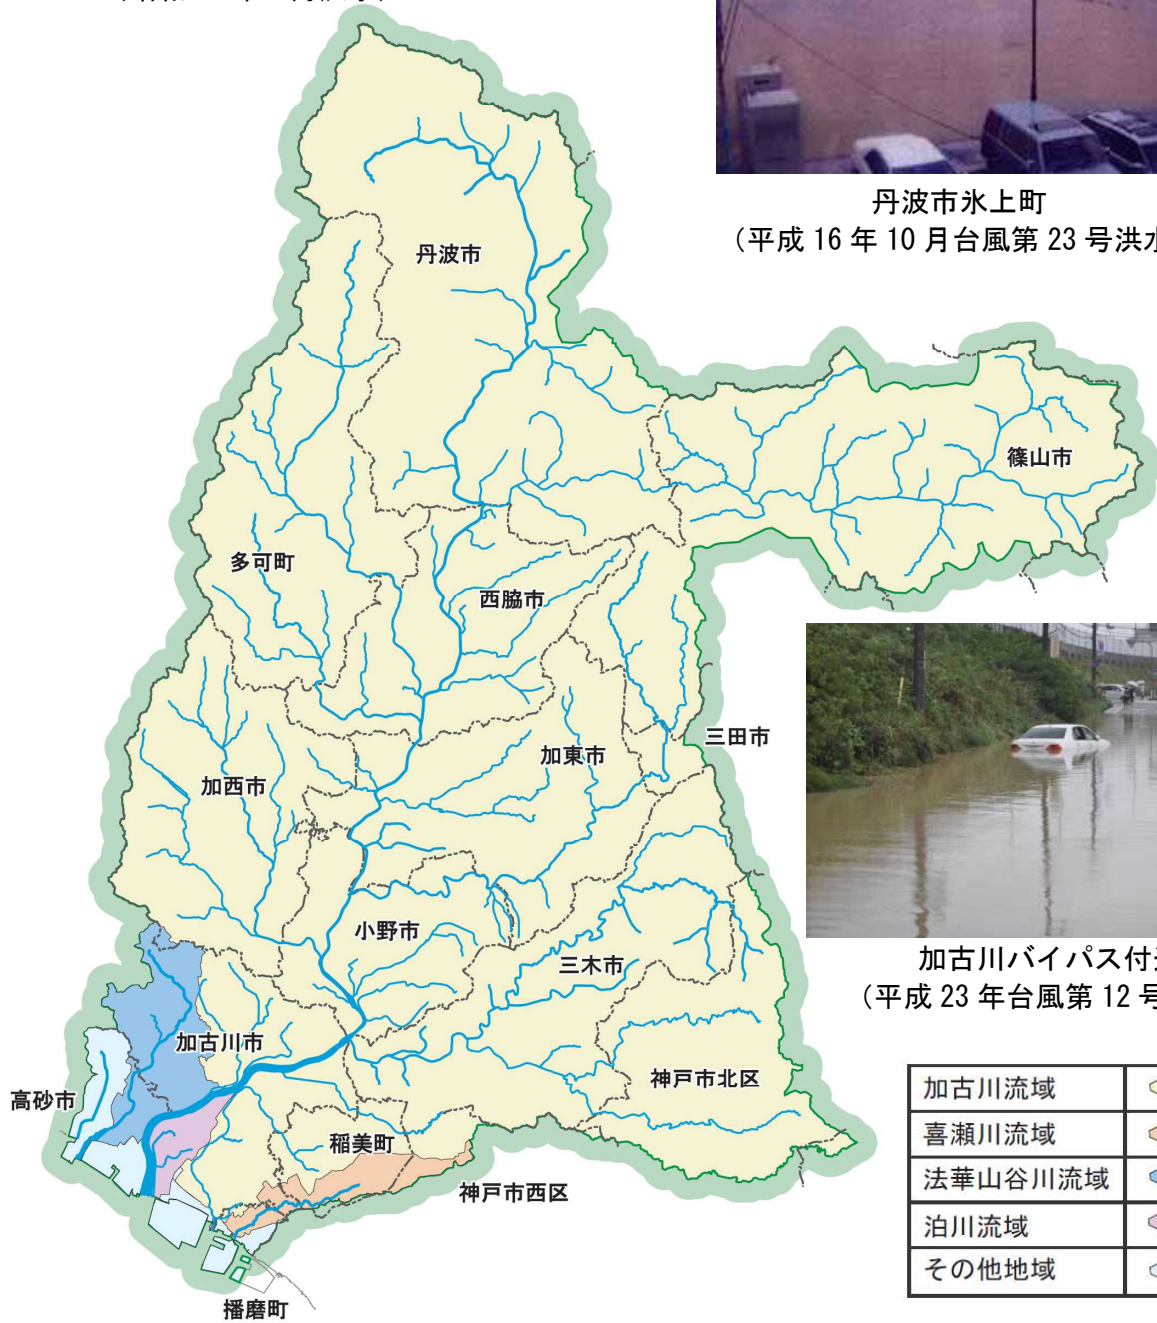 丹波市氷上町
（平成 16 年 10 月台風第 23 号洪水
丹波市
篠山市
多可町
西脇市
三田市
加東市
加西市
小野市
三木市
加古川バイパス付近
（平成 23 年台風第 12 号
加古川市
神戸市北区
高砂市
稲美町
神戸市西区
播磨町
加古川流域
喜瀬川流域
法華山谷川流域
泊川流域
その他地域